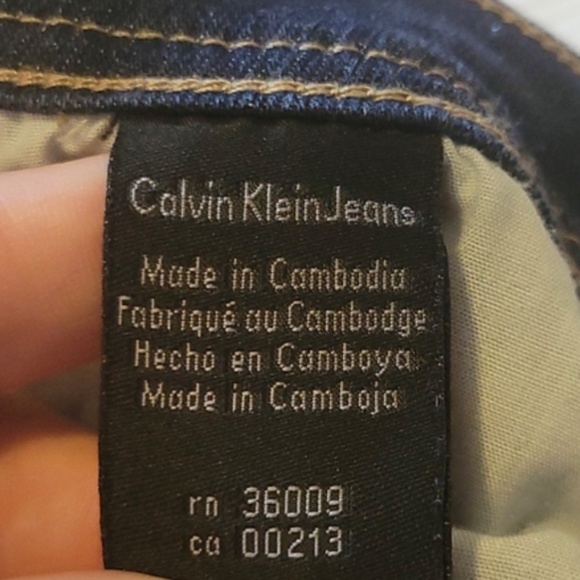 Calvin Klein Jeans
Made in Cambodia
Fabriqué au Cambodge
Hecho en Camboya
Made in Camboja
rn 36009
ca 00213